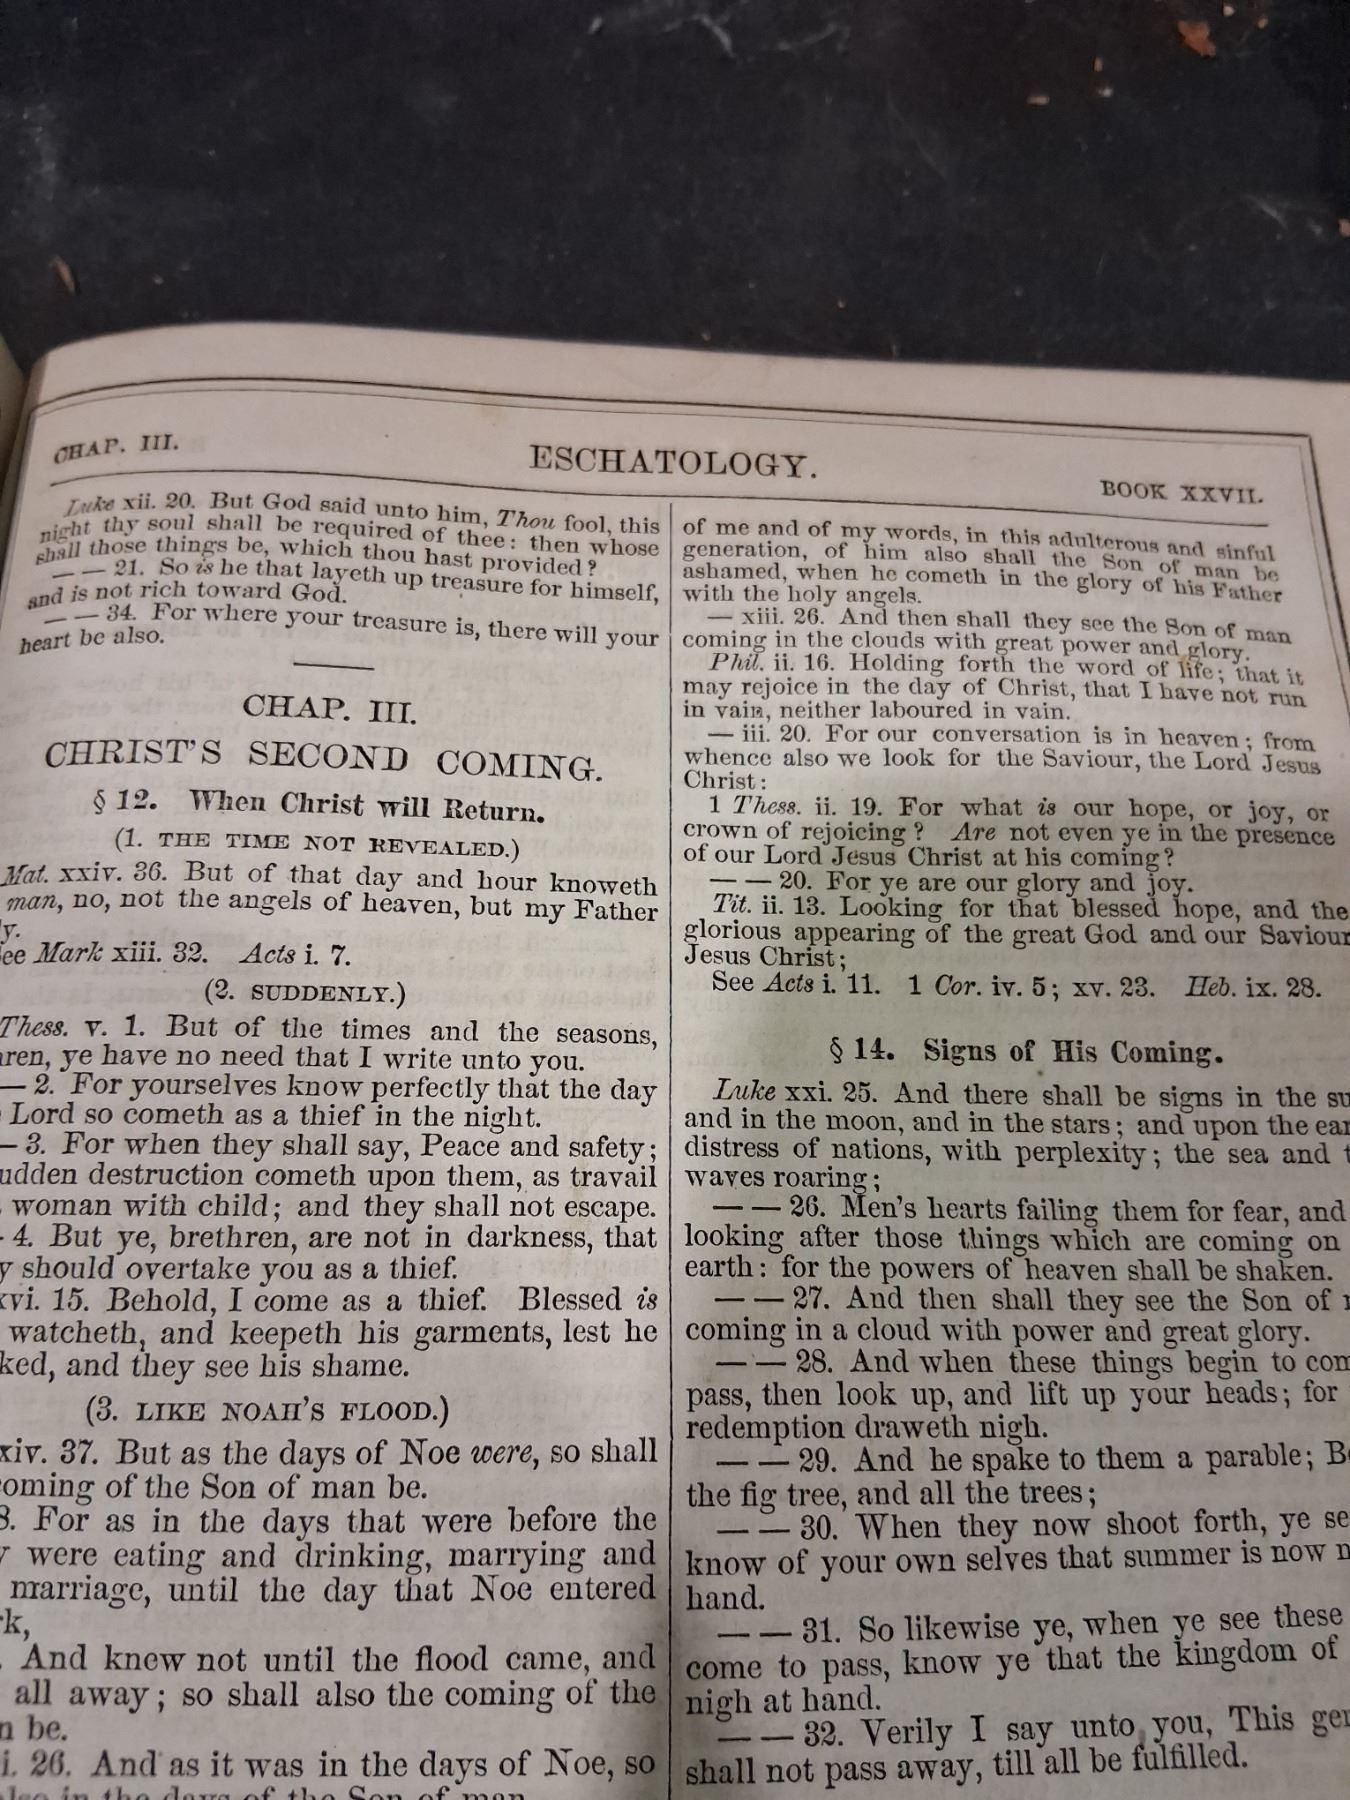 CHAP. III.
ESCHATOLOGY.
BOOK XXVII.
Luke xii. 20. But God said unto him, Thou fool, this
night thy soul shall be required of thee: then whose
shall those things be, which thou hast provided?
— — 21. So is he that layeth up treasure for himself,
and is not rich toward God.
— — 34. For where your treasure is, there will your
heart be also.
CHAP. III.
CHRIST'S SECOND COMING.
§ 12. When Christ will Return.
(1. THE TIME NOT REVEALED.)
Mat. xxiv. 36. But of that day and hour knoweth
man, no, not the angels of heaven, but my Father
y.
ee Mark xiii. 32. Acts i. 7.
(2. SUDDENLY.)
Thess. v. 1. But of the times and the seasons,
ren, ye have no need that I write unto you.
— 2. For yourselves know perfectly that the day
Lord so cometh as a thief in the night.
— 3. For when they shall say, Peace and safety;
udden destruction cometh upon them, as travail
woman with child; and they shall not escape.
4. But ye, brethren, are not in darkness, that
y should overtake you as a thief.
xvi. 15. Behold, I come as a thief. Blessed is
watcheth, and keepeth his garments, lest he
ked, and they see his shame.
(3. LIKE NOAH'S FLOOD.)
xiv. 37. But as the days of Noe were, so shall
coming of the Son of man be.
8. For as in the days that were before the
were eating and drinking, marrying and
marriage, until the day that Noe entered
rk,
And knew not until the flood came, and
all away; so shall also the coming of the
n be.
i. 26. And as it was in the days of Noe, so
also in the days of the Son of man.
of me and of my words, in this adulterous and sinful
generation, of him also shall the Son of man be
ashamed, when he cometh in the glory of his Father
with the holy angels.
— xiii. 26. And then shall they see the Son of man
coming in the clouds with great power and glory.
Phil. ii. 16. Holding forth the word of life; that it
may rejoice in the day of Christ, that I have not run
in vain, neither laboured in vain.
— iii. 20. For our conversation is in heaven; from
whence also we look for the Saviour, the Lord Jesus
Christ:
1 Thess. ii. 19. For what is our hope, or joy, or
crown of rejoicing? Are not even ye in the presence
of our Lord Jesus Christ at his coming?
— — 20. For ye are our glory and joy.
Tit. ii. 13. Looking for that blessed hope, and the
glorious appearing of the great God and our Saviour
Jesus Christ;
See Acts i. 11. 1 Cor. iv. 5; xv. 23. Heb. ix. 28.
§ 14. Signs of His Coming.
Luke xxi. 25. And there shall be signs in the su
and in the moon, and in the stars; and upon the ear
distress of nations, with perplexity; the sea and t
waves roaring;
— — 26. Men's hearts failing them for fear, and
looking after those things which are coming on
earth: for the powers of heaven shall be shaken.
— — 27. And then shall they see the Son of
coming in a cloud with power and great glory.
— — 28. And when these things begin to com
pass, then look up, and lift up your heads; for
redemption draweth nigh.
— — 29. And he spake to them a parable; Be
the fig tree, and all the trees;
— — 30. When they now shoot forth, ye se
know of your own selves that summer is now n
hand.
— — 31. So likewise ye, when ye see these
come to pass, know ye that the kingdom of
nigh at hand.
— — 32. Verily I say unto you, This gen
shall not pass away, till all be fulfilled.